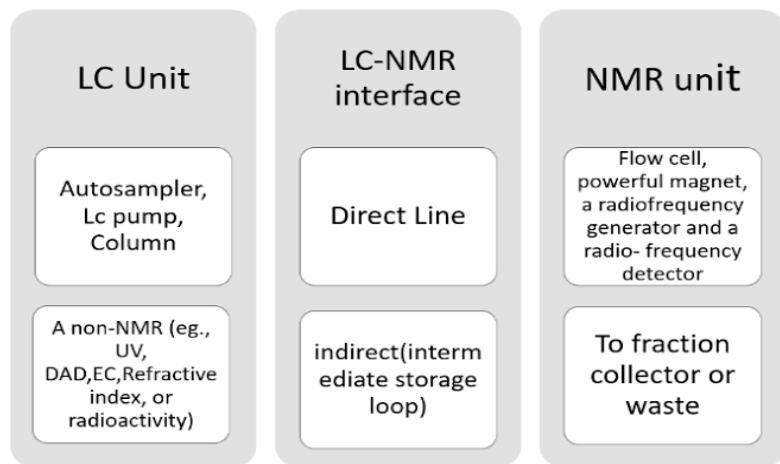 LC Unit
Autosampler,
Lc pump,
Column
A non-NMR (eg.,
UV,
DAD,EC,Refractive
index, or
radioactivity)
LC-NMR
interface
Direct Line
indirect(interm
ediate storage
loop)
NMR unit
Flow cell,
powerful magnet,
a radiofrequency
generator and a
radio- frequency
detector
To fraction
collector or
waste